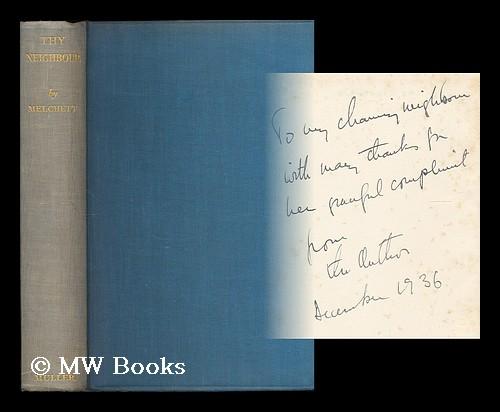 THY
NEIGHBOUR
by
MELCHETT
MULLER
To my charming neighbour
with many thanks for
her graceful compliment
from
the Author
December 1936
© MW Books